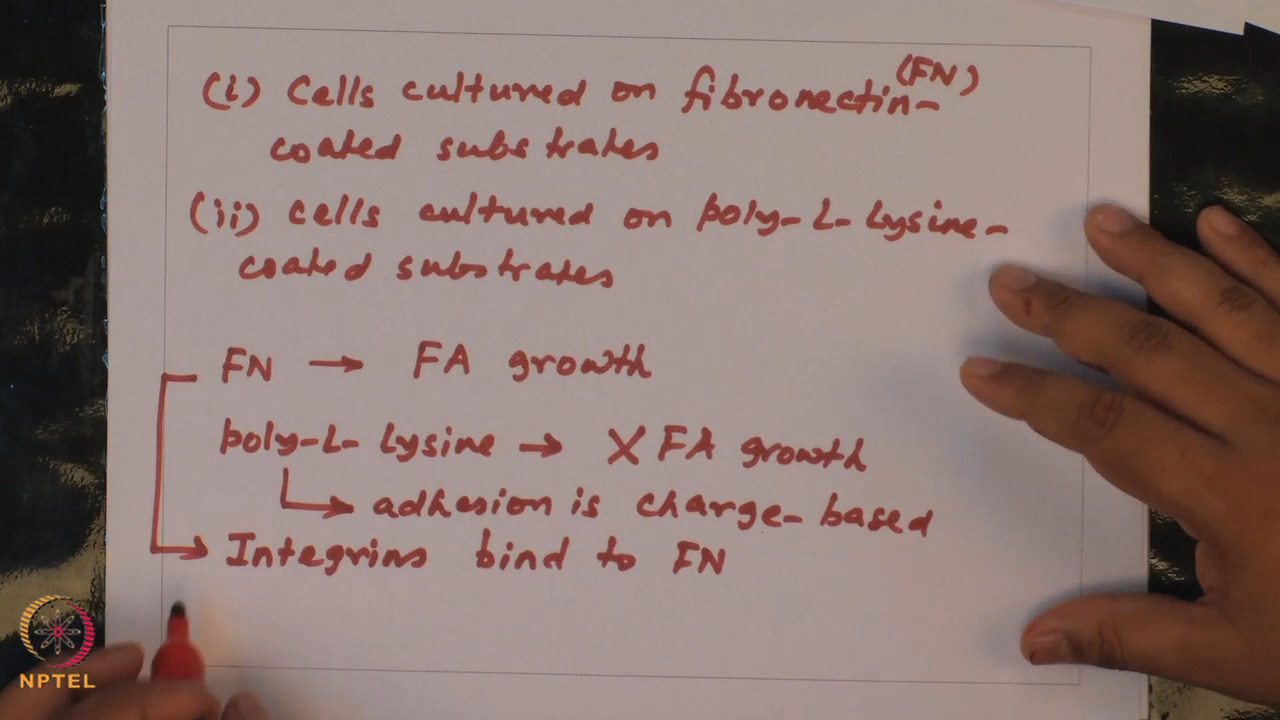 (i) Cells cultured on fibronectin- (FN)
coated substrates
(ii) cells cultured on poly-L-Lysine-
coated substrates
FN → FA growth
poly-L-Lysine → X FA growth
↳ adhesion is charge-based
→ Integrins bind to FN
NPTEL